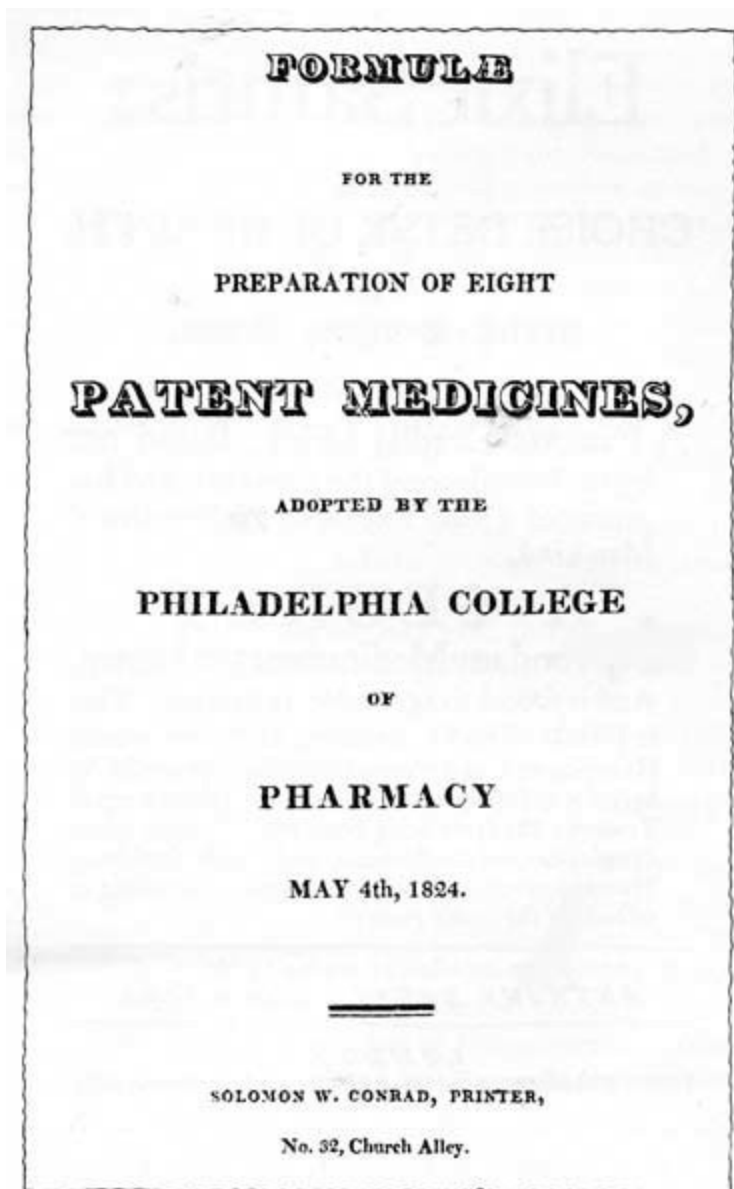 FORMULÆ
FOR THE
PREPARATION OF EIGHT
PATENT MEDICINES,
ADOPTED BY THE
PHILADELPHIA COLLEGE
OF
PHARMACY
MAY 4th, 1824.
SOLOMON W. CONRAD, PRINTER,
No. 32, Church Alley.